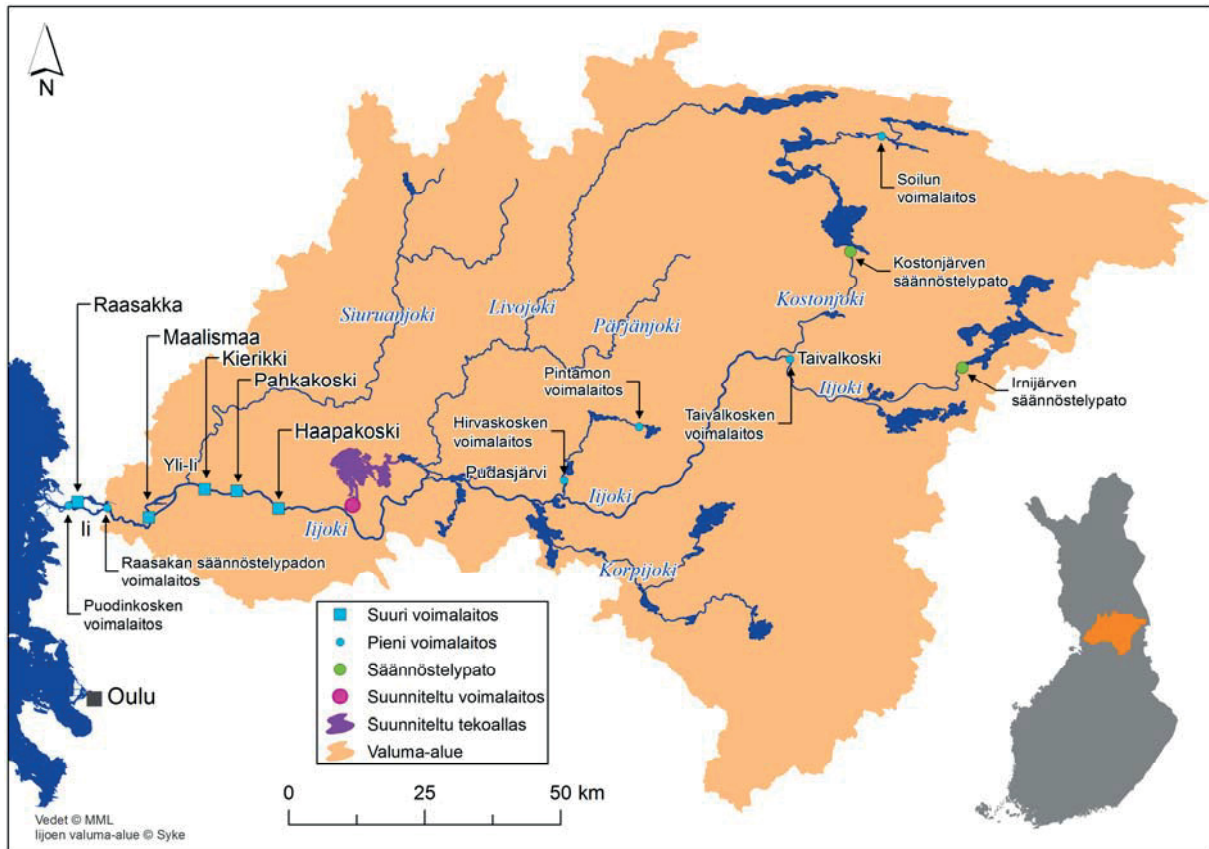 N
Soilun
voimalaitos
Kostonjärven
säännöstelypato
Kostonjoki
Raasakka
Siuruanjoki
Livojoki
Pärjänjoki
Maalismaa
Kierikki
Pahkakoski
Taivalkoski
Pintamon
voimalaitos
Iijoki
Irnijärven
säännöstelypato
Haapakoski
Hirvaskosken
voimalaitos
Taivalkosken
voimalaitos
Yli-Ii
Pudasjärvi
Iijoki
Ii
Iijoki
Raasakan säännöstelypadon
voimalaitos
Korpijoki
Puodinkosken
voimalaitos
Suuri voimalaitos
Pieni voimalaitos
Säännöstelypato
Suunniteltu voimalaitos
Suunniteltu tekoallas
Valuma-alue
Oulu
0 25 50 km
Vedet © MML
Iijoen valuma-alue © Syke